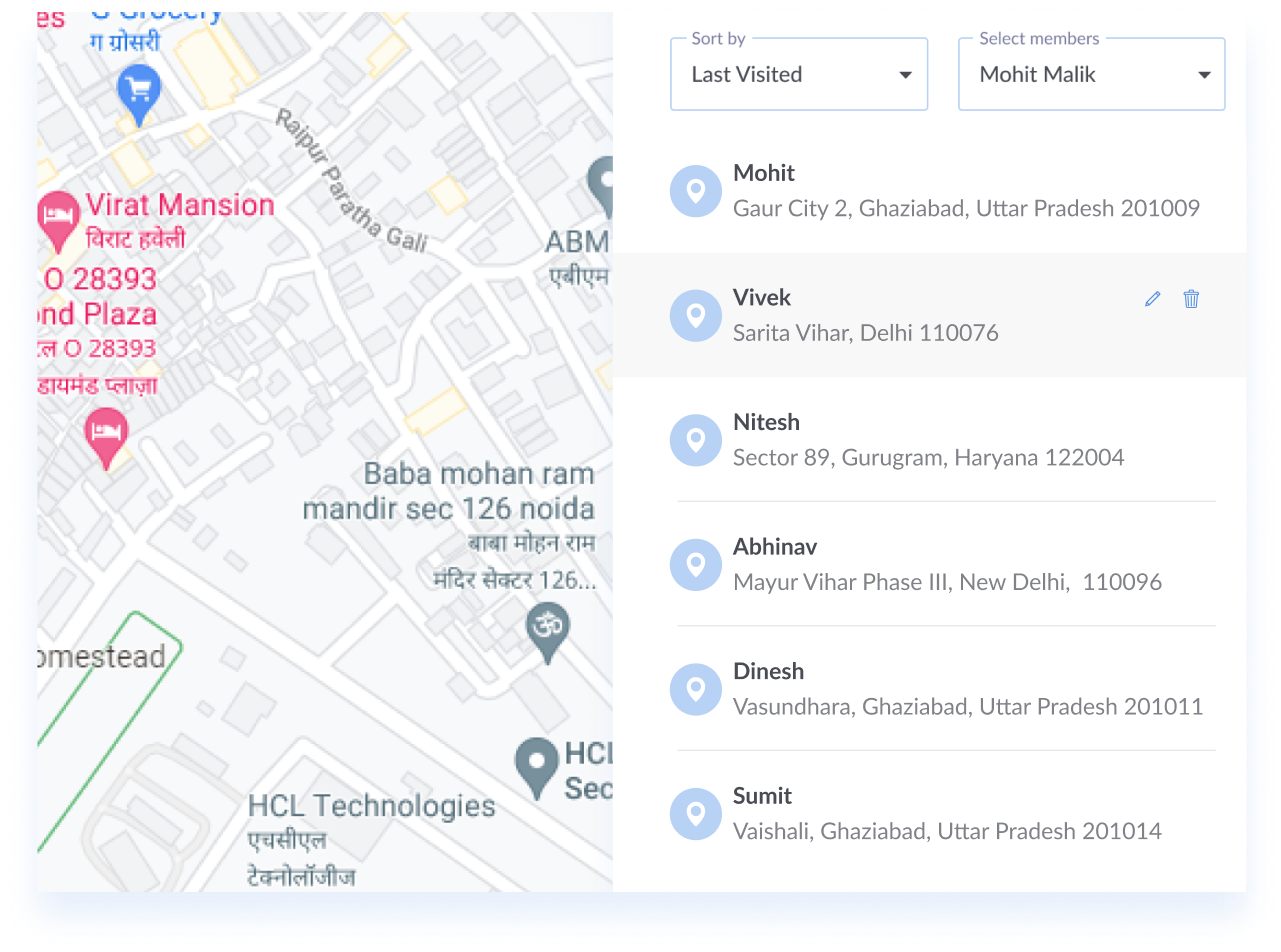 es G Grocery
ग ग्रोसरी
Raipur Paratha Gali
Virat Mansion
विराट हवेली
O 28393
ond Plaza
टल O 28393
डायमंड प्लाज़ा
ABM
एबीएम
Baba mohan ram
mandir sec 126 noida
बाबा मोहन राम
मंदिर सेक्टर 126...
omestead
HCL
Sec
HCL Technologies
एचसीएल
टेक्नोलॉजीज
Sort by
Last Visited
Select members
Mohit Malik
Mohit
Gaur City 2, Ghaziabad, Uttar Pradesh 201009
Vivek
Sarita Vihar, Delhi 110076
Nitesh
Sector 89, Gurugram, Haryana 122004
Abhinav
Mayur Vihar Phase III, New Delhi,  110096
Dinesh
Vasundhara, Ghaziabad, Uttar Pradesh 201011
Sumit
Vaishali, Ghaziabad, Uttar Pradesh 201014